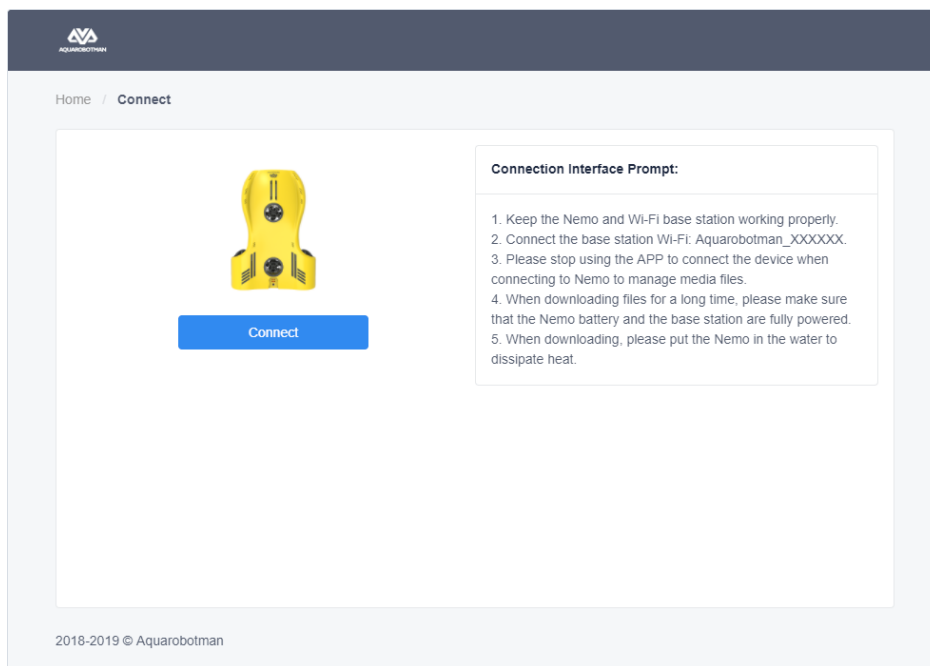 AQUAROBOTMAN
Home / Connect
Connect
Connection Interface Prompt:
1. Keep the Nemo and Wi-Fi base station working properly.
2. Connect the base station Wi-Fi: Aquarobotman_XXXXXX.
3. Please stop using the APP to connect the device when
connecting to Nemo to manage media files.
4. When downloading files for a long time, please make sure
that the Nemo battery and the base station are fully powered.
5. When downloading, please put the Nemo in the water to
dissipate heat.
2018-2019 © Aquarobotman